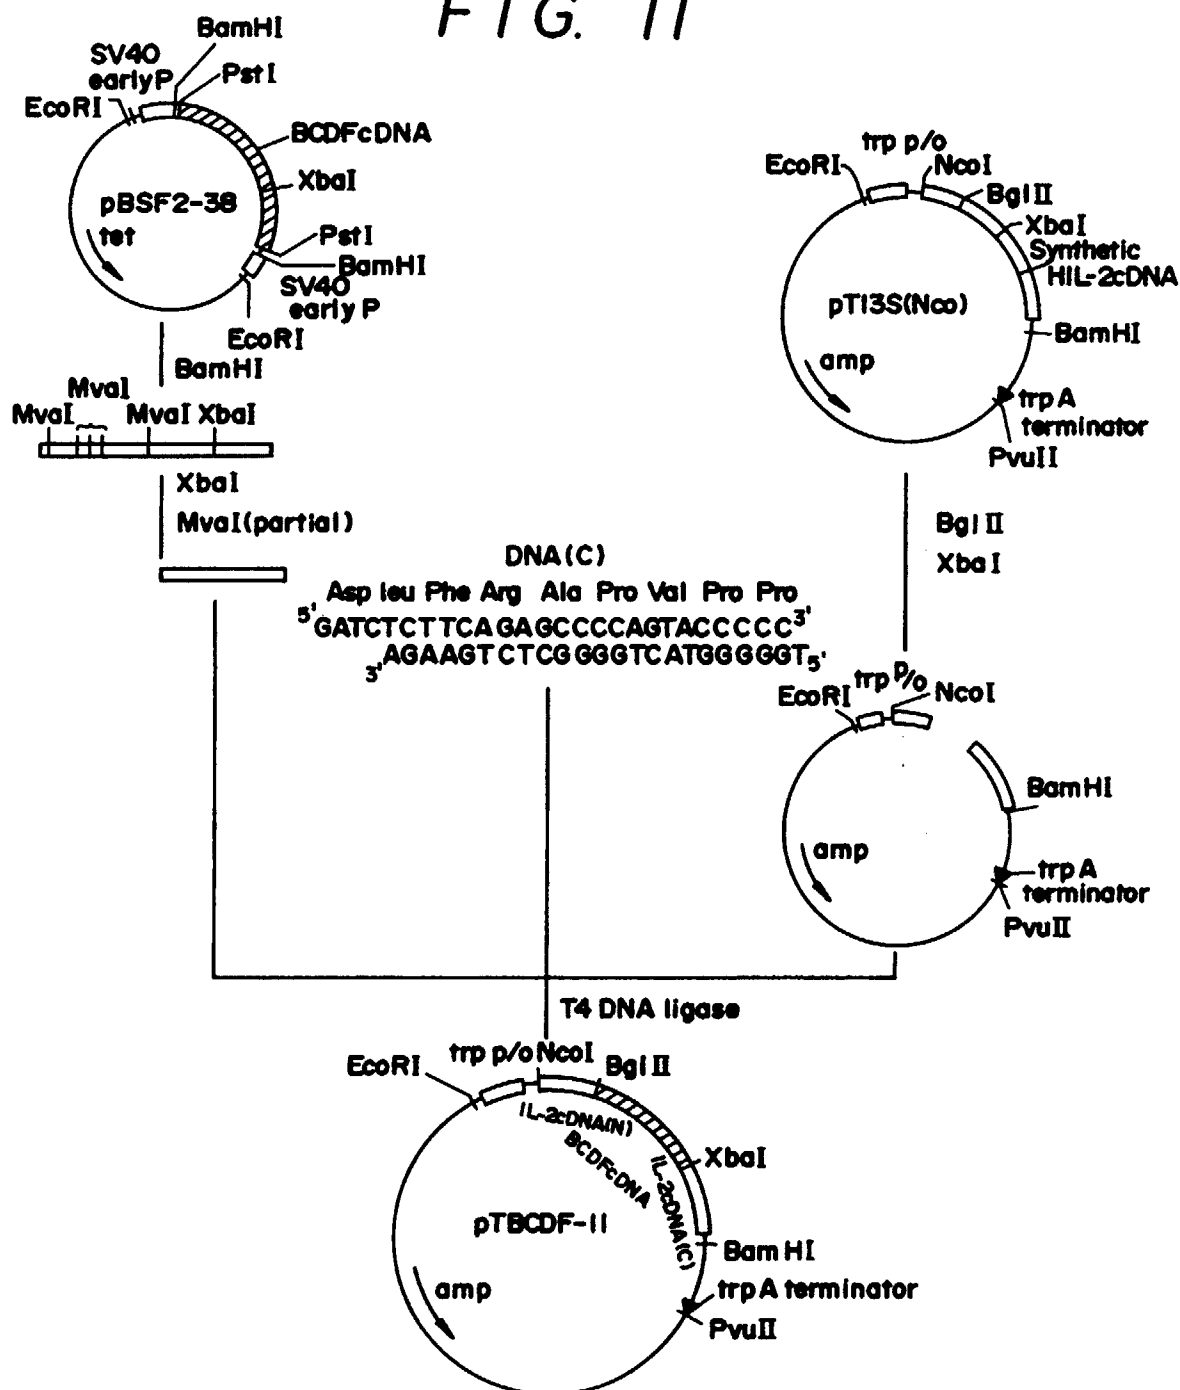 FIG. 11
BamHI
SV40
early P
PstI
EcoRI
BCDFcDNA
XbaI
pBSF2-38
tet
PstI
BamHI
SV40
early P
EcoRI
BamHI
MvaI
MvaI MvaI XbaI
XbaI
MvaI(partial)
trp p/o
EcoRI
NcoI
BglII
XbaI
Synthetic
HIL-2cDNA
pT13S(Nco)
BamHI
amp
trpA
terminator
PvuII
BglII
XbaI
DNA(C)
Asp leu Phe Arg Ala Pro Val Pro Pro
5'GATCTCTTCAGAGCCCCAGTACCCCC3'
3'AGAAGTCTCGGGGTCATGGGGGT5'
trp p/o
EcoRI
NcoI
BamHI
amp
trpA
terminator
PvuII
T4 DNA ligase
trp p/o NcoI
EcoRI
BglII
IL-2cDNA(N)
BCDFcDNA
IL-2cDNA(C)
XbaI
pTBCDF-11
BamHI
amp
trpA terminator
PvuII